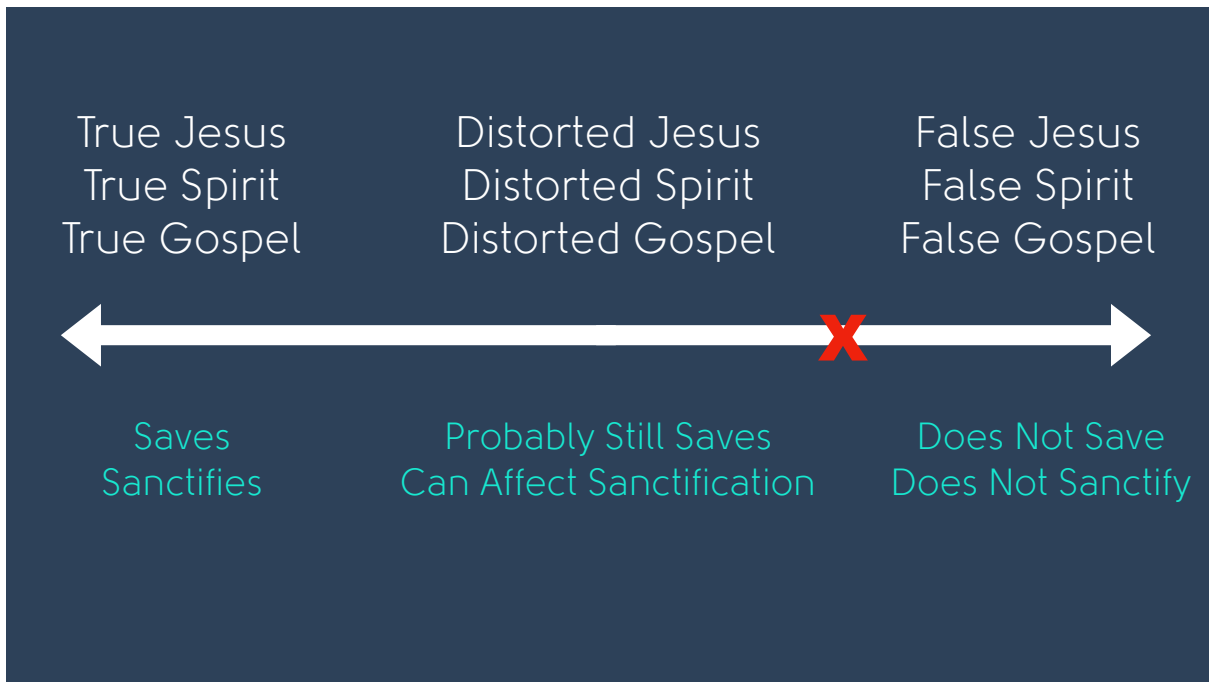 True Jesus
True Spirit
True Gospel
Distorted Jesus
Distorted Spirit
Distorted Gospel
False Jesus
False Spirit
False Gospel
X
Saves
Sanctifies
Probably Still Saves
Can Affect Sanctification
Does Not Save
Does Not Sanctify